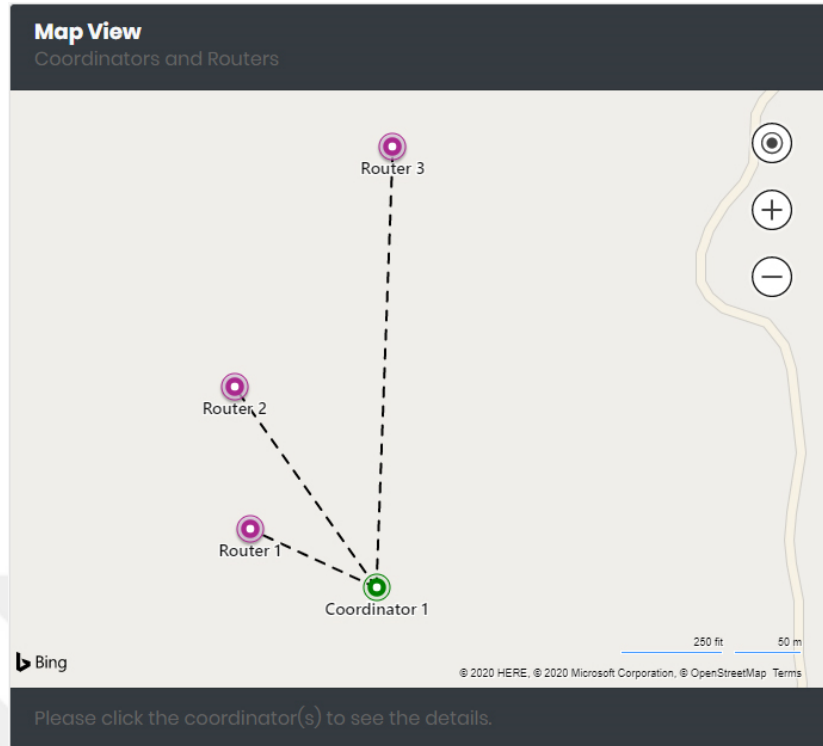 Map View
Coordinators and Routers
Router 3
Router 2
Router 1
Coordinator 1
250 fit 50 m
Bing
© 2020 HERE, © 2020 Microsoft Corporation, © OpenStreetMap Terms
Please click the coordinator(s) to see the details.